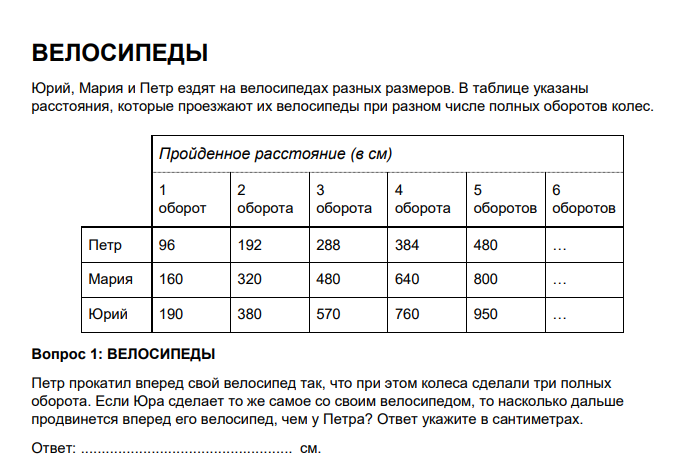 ВЕЛОСИПЕДЫ
Юрий, Мария и Петр ездят на велосипедах разных размеров. В таблице указаны
расстояния, которые проезжают их велосипеды при разном числе полных оборотов колес.
Пройденное расстояние (в см)
1 оборот 2 оборота 3 оборота 4 оборота 5 оборотов 6 оборотов
Петр 96 192 288 384 480 …
Мария 160 320 480 640 800 …
Юрий 190 380 570 760 950 …
Вопрос 1: ВЕЛОСИПЕДЫ
Петр прокатил вперед свой велосипед так, что при этом колеса сделали три полных
оборота. Если Юра сделает то же самое со своим велосипедом, то насколько дальше
продвинется вперед его велосипед, чем у Петра? Ответ укажите в сантиметрах.
Ответ: .................................................... см.